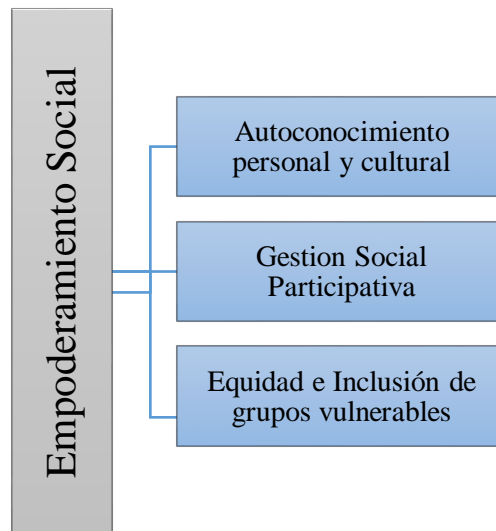 Empoderamiento Social
Autoconocimiento
personal y cultural
Gestion Social
Participativa
Equidad e Inclusión de
grupos vulnerables